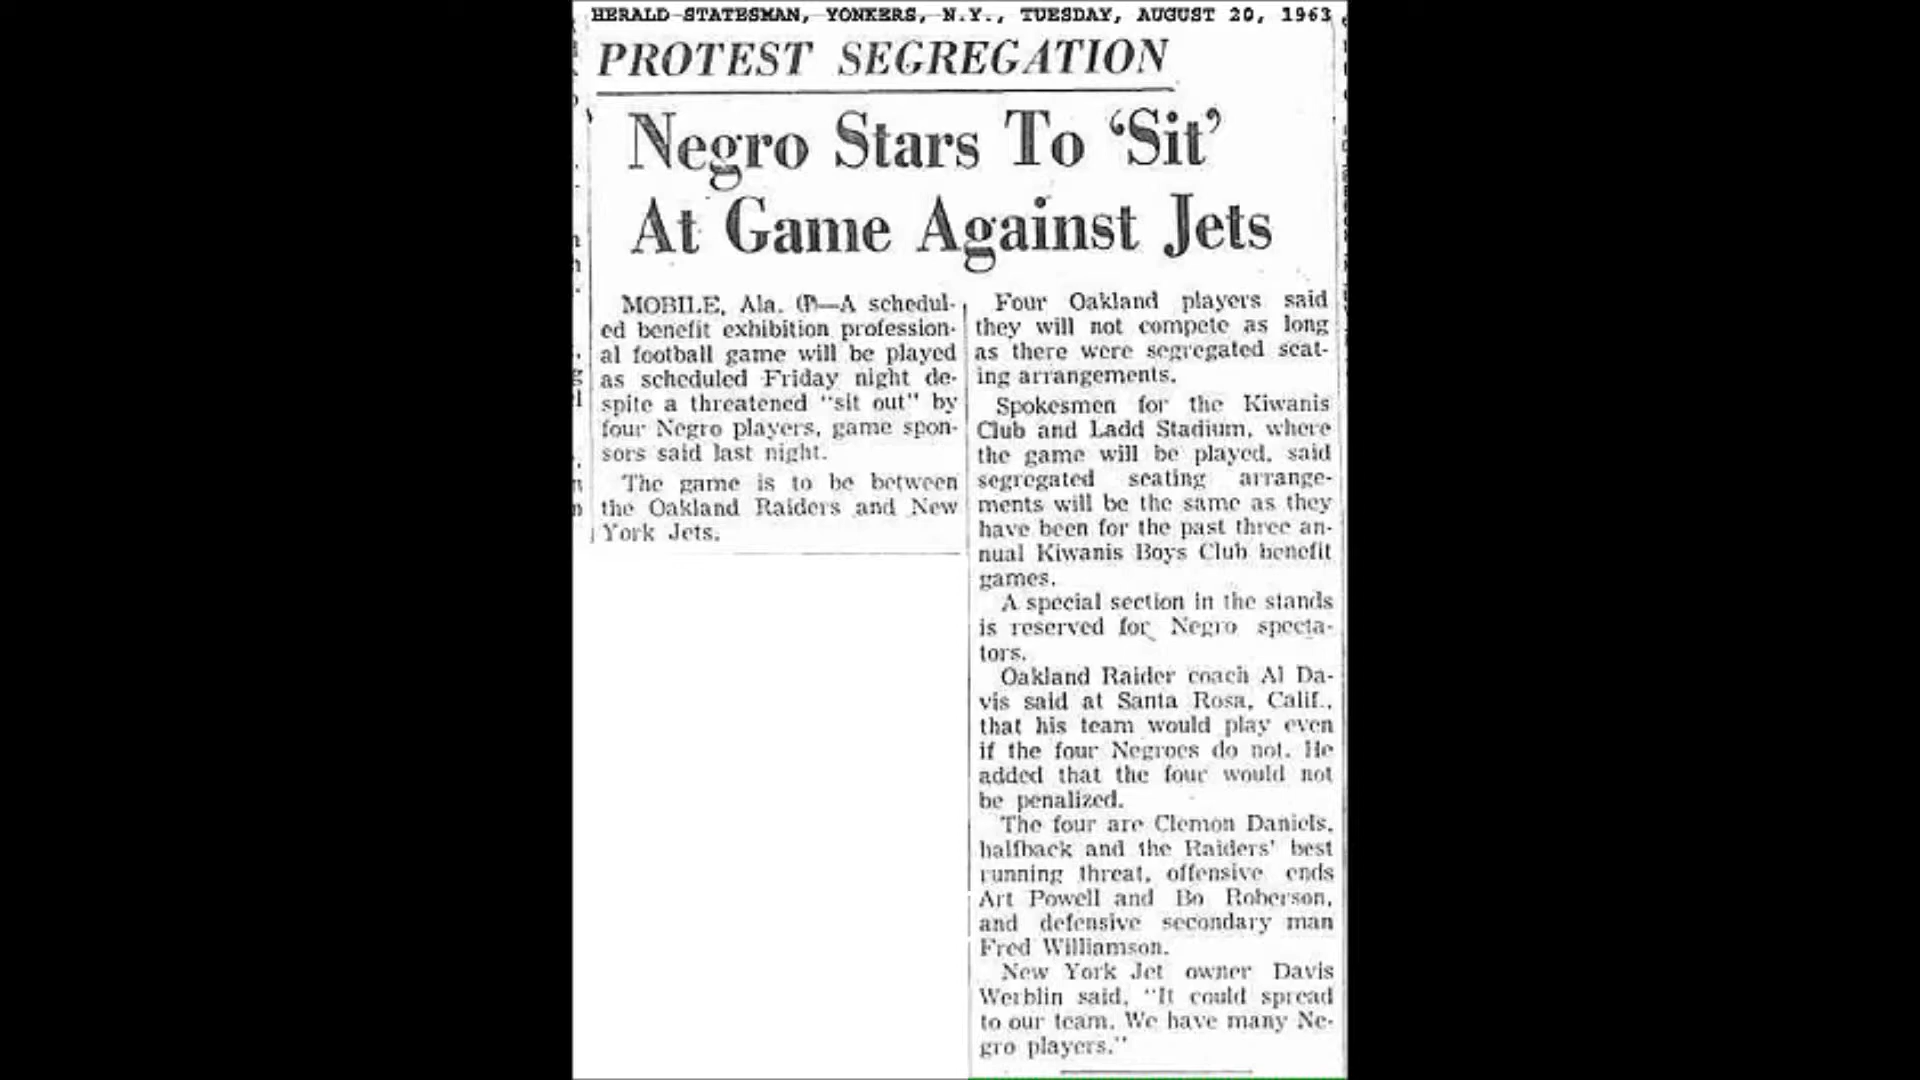 HERALD STATESMAN, YONKERS, N.Y., TUESDAY, AUGUST 20, 1963
PROTEST SEGREGATION
Negro Stars To ‘Sit’
At Game Against Jets
MOBILE, Ala. (P)—A schedul-
ed benefit exhibition profession-
al football game will be played
as scheduled Friday night de-
spite a threatened "sit out" by
four Negro players, game spon-
sors said last night.
The game is to be between
the Oakland Raiders and New
York Jets.
Four Oakland players said
they will not compete as long
as there were segregated seat-
ing arrangements.
Spokesmen for the Kiwanis
Club and Ladd Stadium, where
the game will be played, said
segregated seating arrange-
ments will be the same as they
have been for the past three an-
nual Kiwanis Boys Club benefit
games.
A special section in the stands
is reserved for Negro specta-
tors.
Oakland Raider coach Al Da-
vis said at Santa Rosa, Calif.,
that his team would play even
if the four Negroes do not. He
added that the four would not
be penalized.
The four are Clemon Daniels,
halfback and the Raiders' best
running threat, offensive ends
Art Powell and Bo Roberson,
and defensive secondary man
Fred Williamson.
New York Jet owner Davis
Werblin said, "It could spread
to our team. We have many Ne-
gro players."